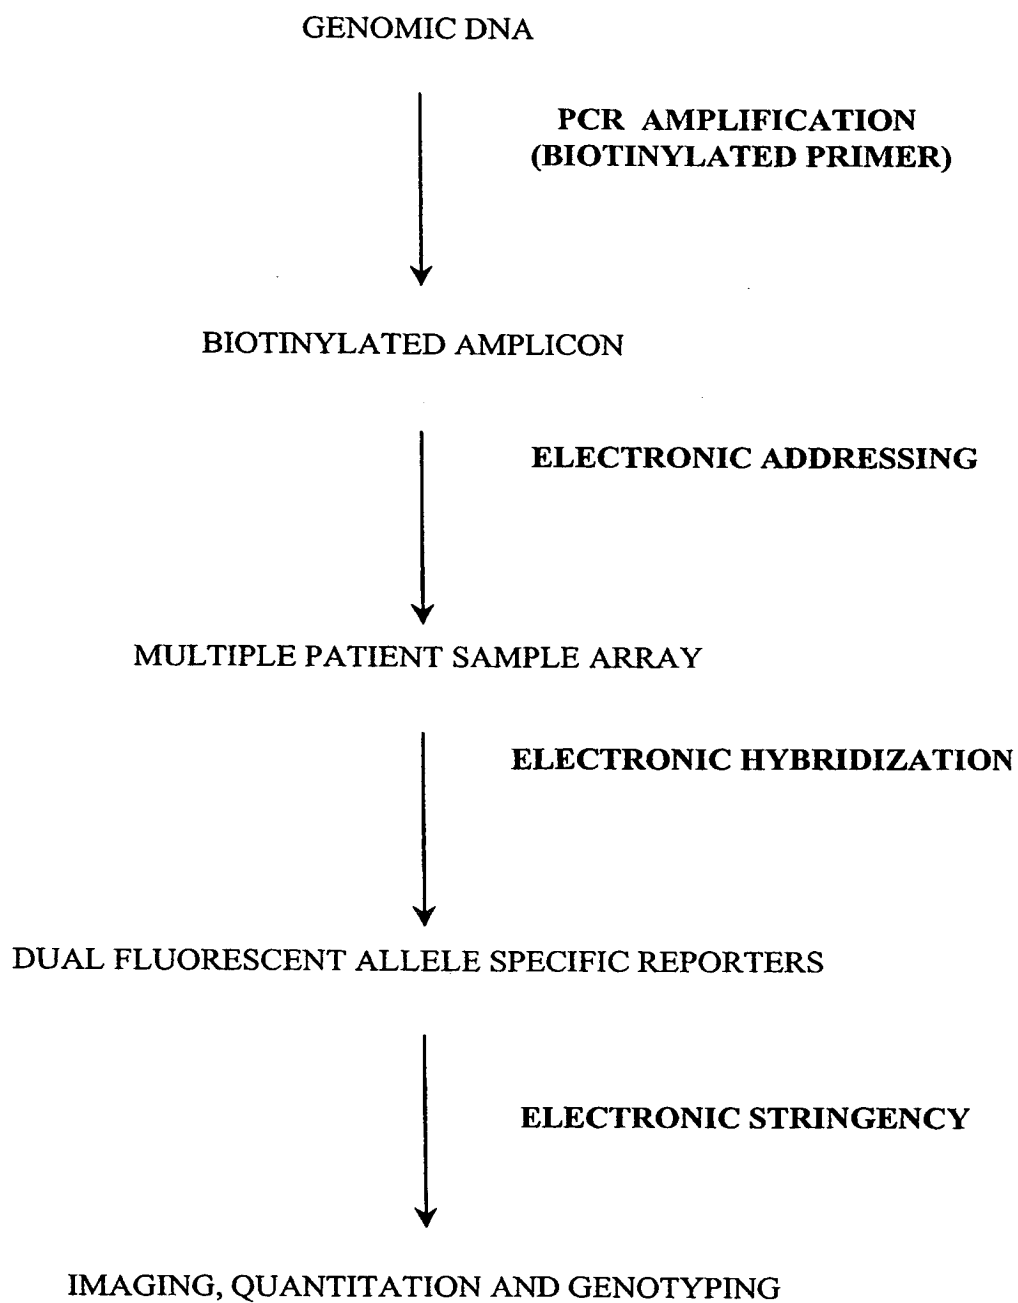 GENOMIC DNA
PCR AMPLIFICATION
(BIOTINYLATED PRIMER)
BIOTINYLATED AMPLICON
ELECTRONIC ADDRESSING
MULTIPLE PATIENT SAMPLE ARRAY
ELECTRONIC HYBRIDIZATION
DUAL FLUORESCENT ALLELE SPECIFIC REPORTERS
ELECTRONIC STRINGENCY
IMAGING, QUANTITATION AND GENOTYPING